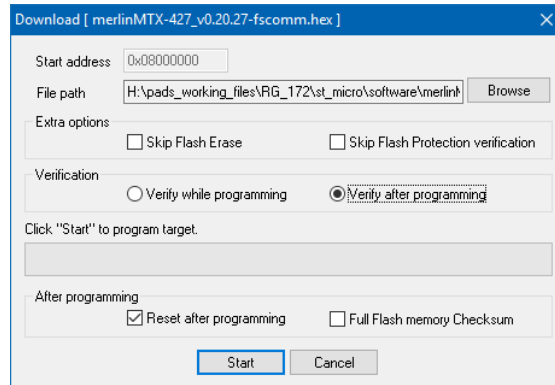 Download [ merlinMTX-427_v0.20.27-fscomm.hex ]
Start address 0x08000000
File path H:\pads_working_files\RG_172\st_micro\software\merlinM Browse
Extra options
Skip Flash Erase Skip Flash Protection verification
Verification
Verify while programming Verify after programming
Click "Start" to program target.
After programming
Reset after programming Full Flash memory Checksum
Start Cancel